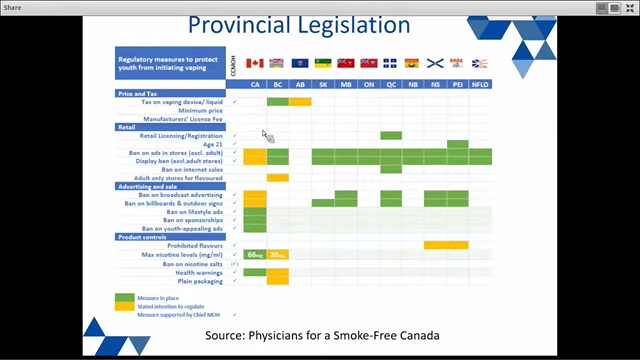 Share
Provincial Legislation
Regulatory measures to protect
youth from initiating vaping
CCMOH
CA BC AB SK MB ON QC NB NS PEI NFLD
Price and Tax
Tax on vaping device/ liquid ✓
Minimum price
Manufacturers' License Fee
Retail
Retail Licensing/Registration ✓
Age 21 ✓
Ban on ads in stores (excl. adult) ✓
Display ban (excl.adult stores) ✓
Ban on internet sales
Adult only stores for flavoured ✓
Advertising and sale
Ban on broadcast advertising ✓
Ban on billboards & outdoor signs ✓
Ban on lifestyle ads ✓
Ban on sponsorships ✓
Ban on youth-appealing ads ✓
Product controls
Prohibited flavours ✓
Max nicotine levels (mg/ml) ✓ 66mg 20mg
Ban on nicotine salts (✓)
Health warnings ✓
Plain packaging ✓
Measure in place
Stated intention to regulate
Measure supported by Chief MOH ✓
Source: Physicians for a Smoke-Free Canada